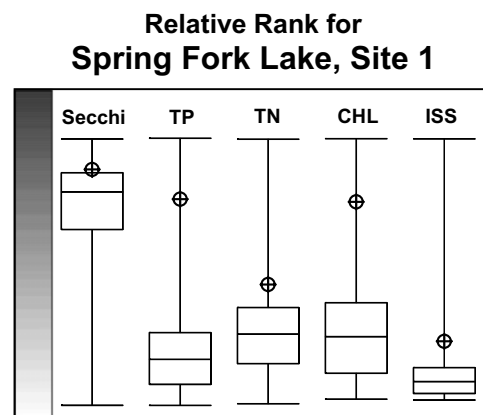 Relative Rank for
Spring Fork Lake, Site 1
Secchi TP TN CHL ISS